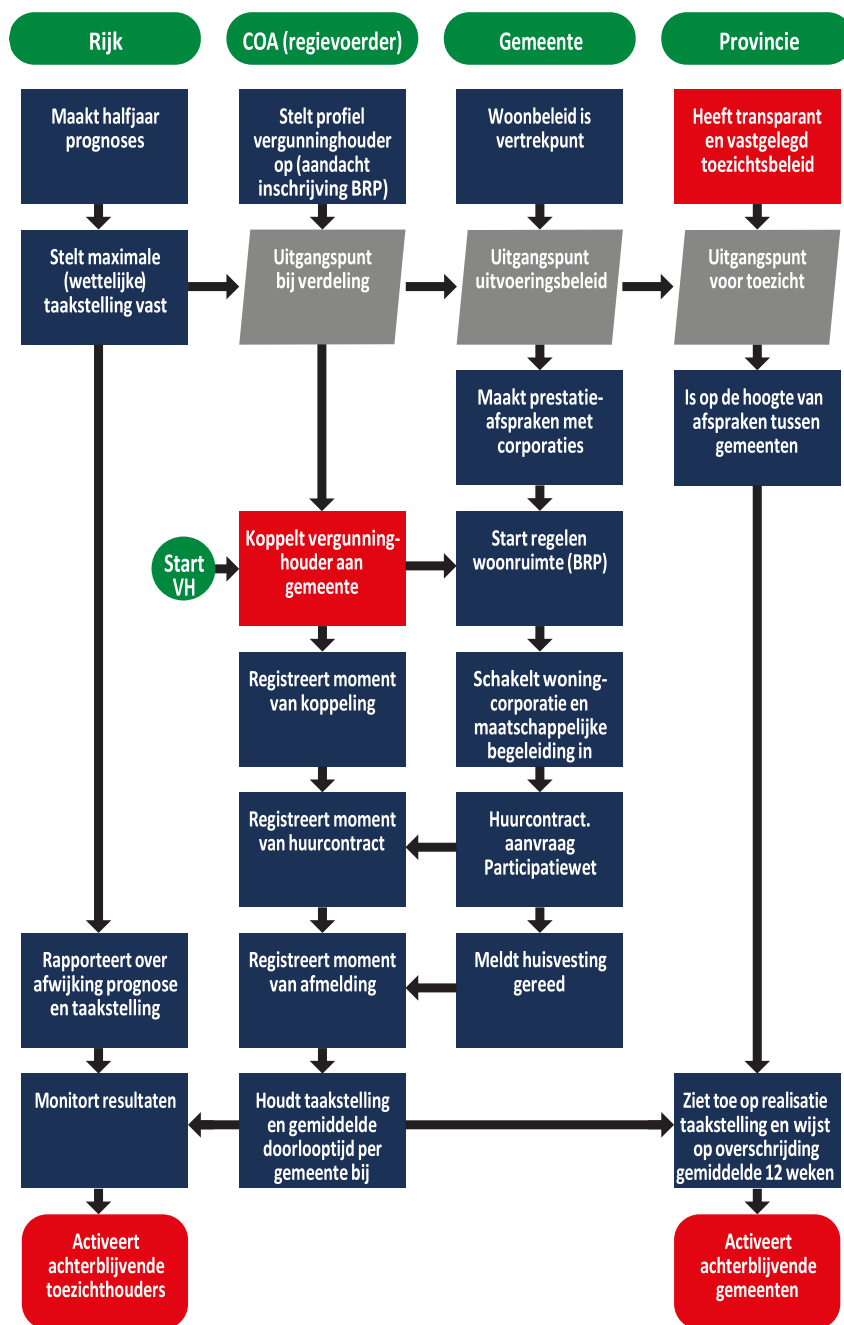 Rijk
COA (regievoerder)
Gemeente
Provincie
Maakt halfjaar
prognoses
Stelt profiel
vergunninghouder
op (aandacht
inschrijving BRP)
Woonbeleid is
vertrekpunt
Heeft transparant
en vastgelegd
toezichtsbeleid
Stelt maximale
(wettelijke)
taakstelling vast
Uitgangspunt
bij verdeling
Uitgangspunt
uitvoeringsbeleid
Uitgangspunt
voor toezicht
Maakt prestatie-
afspraken met
corporaties
Is op de hoogte van
afspraken tussen
gemeenten
Start
VH
Koppelt vergunning-
houder aan
gemeente
Start regelen
woonruimte (BRP)
Registreert moment
van koppeling
Schakelt woning-
corporatie en
maatschappelijke
begeleiding in
Registreert moment
van huurcontract
Huurcontract.
aanvraag
Participatiewet
Rapporteert over
afwijking prognose
en taakstelling
Registreert moment
van afmelding
Meldt huisvesting
gereed
Monitort resultaten
Houdt taakstelling
en gemiddelde
doorlooptijd per
gemeente bij
Ziet toe op realisatie
taakstelling en wijst
op overschrijding
gemiddelde 12 weken
Activeert
achterblijvende
toezichthouders
Activeert
achterblijvende
gemeenten